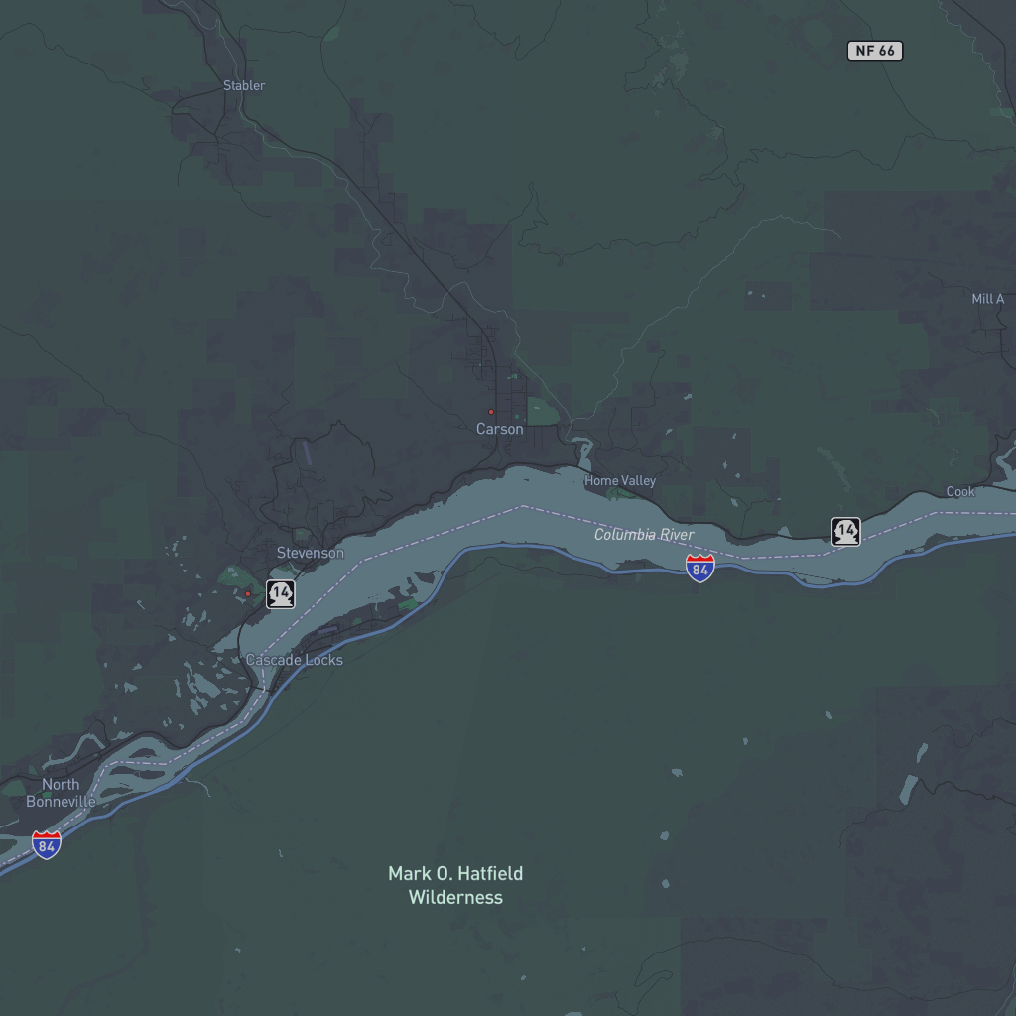 NF 66
Stabler
Mill A
Carson
Home Valley
Cook
Columbia River
14
Stevenson
84
14
Cascade Locks
North
Bonneville
84
Mark O. Hatfield
Wilderness